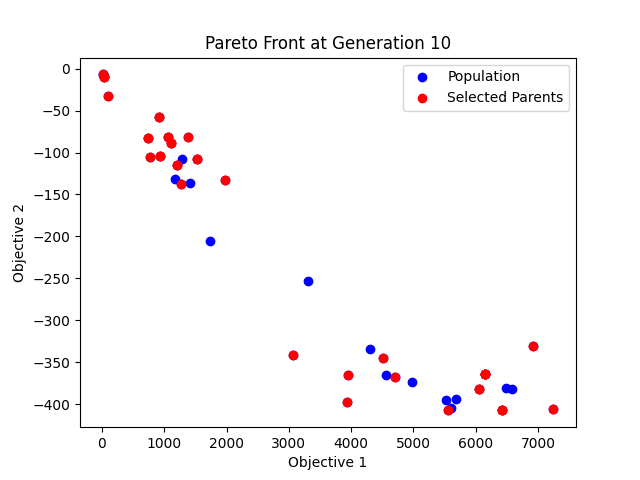 Pareto Front at Generation 10
Population
Selected Parents
0
−50
−100
−150
−200
−250
−300
−350
−400
Objective 2
0 1000 2000 3000 4000 5000 6000 7000
Objective 1